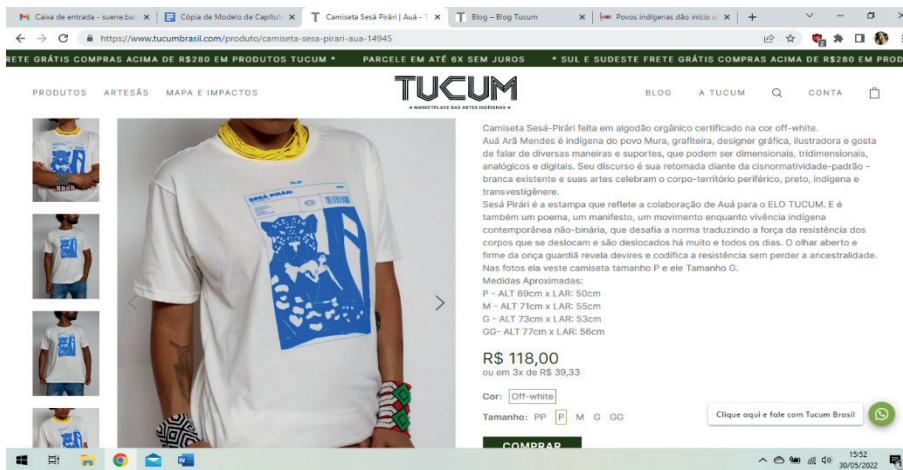 Caixa de entrada - suene.bar
Cópia de Modelo de Capítulo
Camiseta Sesá Pirári | Auá - T
Blog – Blog Tucum
Povos indígenas dão início a
https://www.tucumbrasil.com/produto/camiseta-sesa-pirari-aua-14945
RETE GRÁTIS COMPRAS ACIMA DE R$280 EM PRODUTOS TUCUM * PARCELE EM ATÉ 6X SEM JUROS * SUL E SUDESTE FRETE GRÁTIS COMPRAS ACIMA DE R$280 EM PROD
PRODUTOS ARTESÃS MAPA E IMPACTOS
TUCUM
MARKETPLACE DAS ARTES INDÍGENAS
BLOG A TUCUM CONTA
SESÁ PIRÁRI
Camiseta Sesá-Pirári feita em algodão orgânico certificado na cor off-white.
Auá Arã Mendes é indígena do povo Mura, grafiteira, designer gráfica, ilustradora e gosta
de falar de diversas maneiras e suportes, que podem ser dimensionais, tridimensionais,
analógicos e digitais. Seu discurso é sua retomada diante da cisnormatividade-padrão -
branca existente e suas artes celebram o corpo-território periférico, preto, indígena e
transvestigênere.
Sesá Pirári é a estampa que reflete a colaboração de Auá para o ELO TUCUM. E é
também um poema, um manifesto, um movimento enquanto vivência indígena
contemporânea não-binária, que desafia a norma traduzindo a força da resistência dos
corpos que se deslocam e são deslocados há muito e todos os dias. O olhar aberto e
firme da onça guardiã revela devires e codifica a resistência sem perder a ancestralidade.
Nas fotos ela veste camiseta tamanho P e ele Tamanho G.
Medidas Aproximadas:
P - ALT 69cm x LAR: 50cm
M - ALT 71cm x LAR: 55cm
G - ALT 73cm x LAR: 53cm
GG- ALT 77cm x LAR: 56cm
R$ 118,00
ou em 3x de R$ 39,33
Cor: Off-white
Tamanho: PP P M G GG
Clique aqui e fale com Tucum Brasil
COMPRAR
15:52
30/05/2022